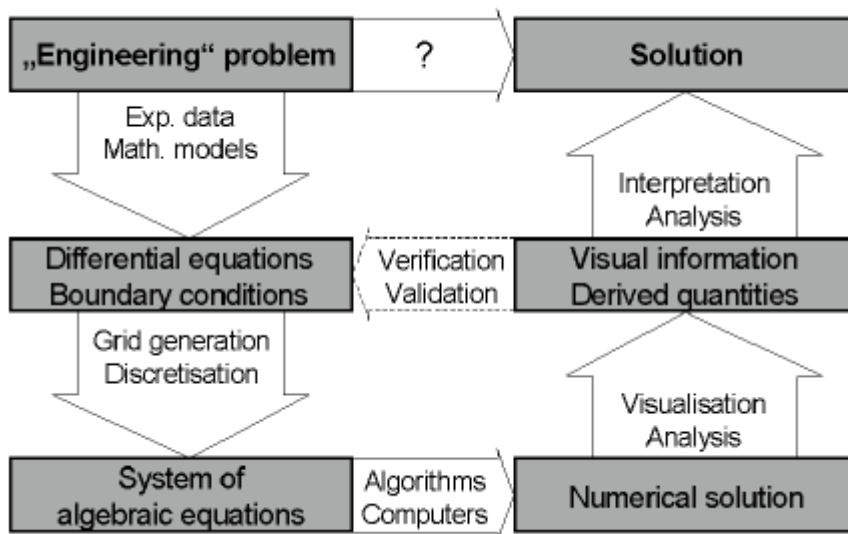 „Engineering“ problem
?
Solution
Exp. data
Math. models
Interpretation
Analysis
Differential equations
Boundary conditions
Verification
Validation
Visual information
Derived quantities
Grid generation
Discretisation
Visualisation
Analysis
System of
algebraic equations
Algorithms
Computers
Numerical solution